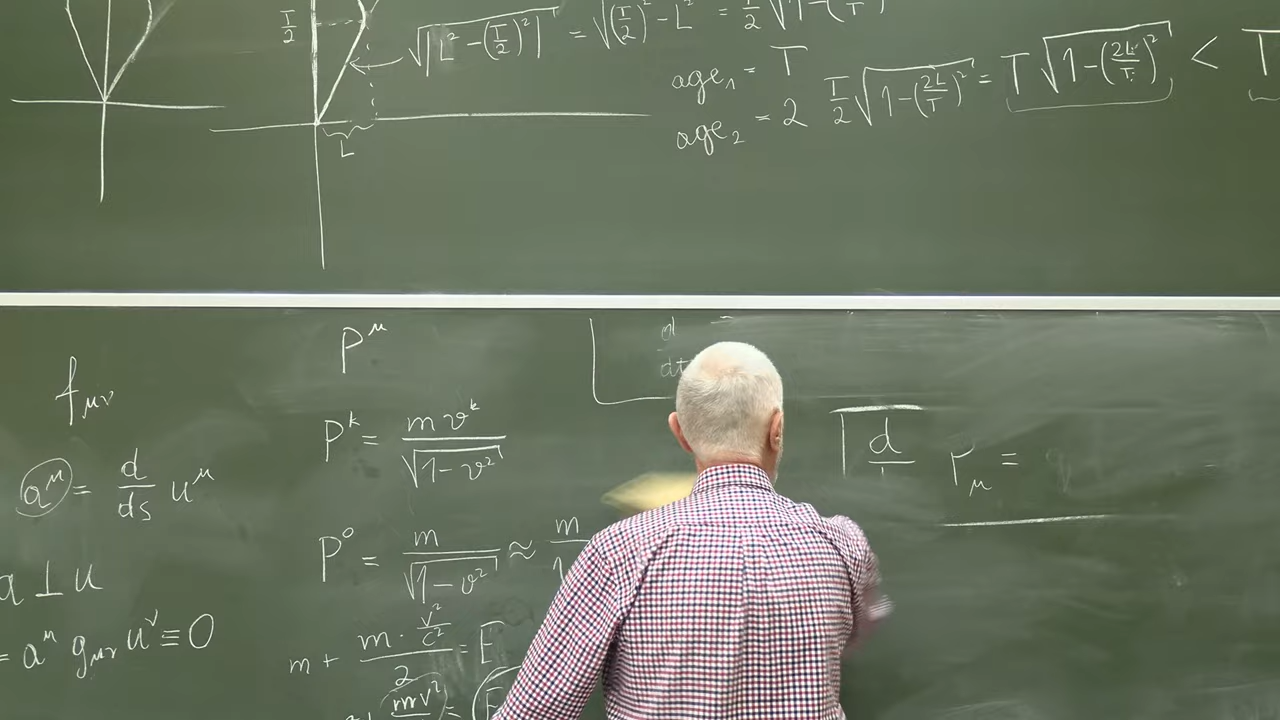 T/2
√|L² − (T/2)²| = √(T/2)² − L² = T/2 √1 − (
age₁ = T
age₂ = 2 T/2 √1 − (2L/T)² = T √1 − (2L/T)² < T
L
p^μ
f_μν
d
dt
p^k = m v^k / √1 − v²
d
p_μ =
a^μ = d/ds u^μ
p⁰ = m / √1 − v² ≈ m
a ⊥ u
= a^μ g_μν u^ν ≡ 0
m + m · v²/c² / 2 = E
mv² =